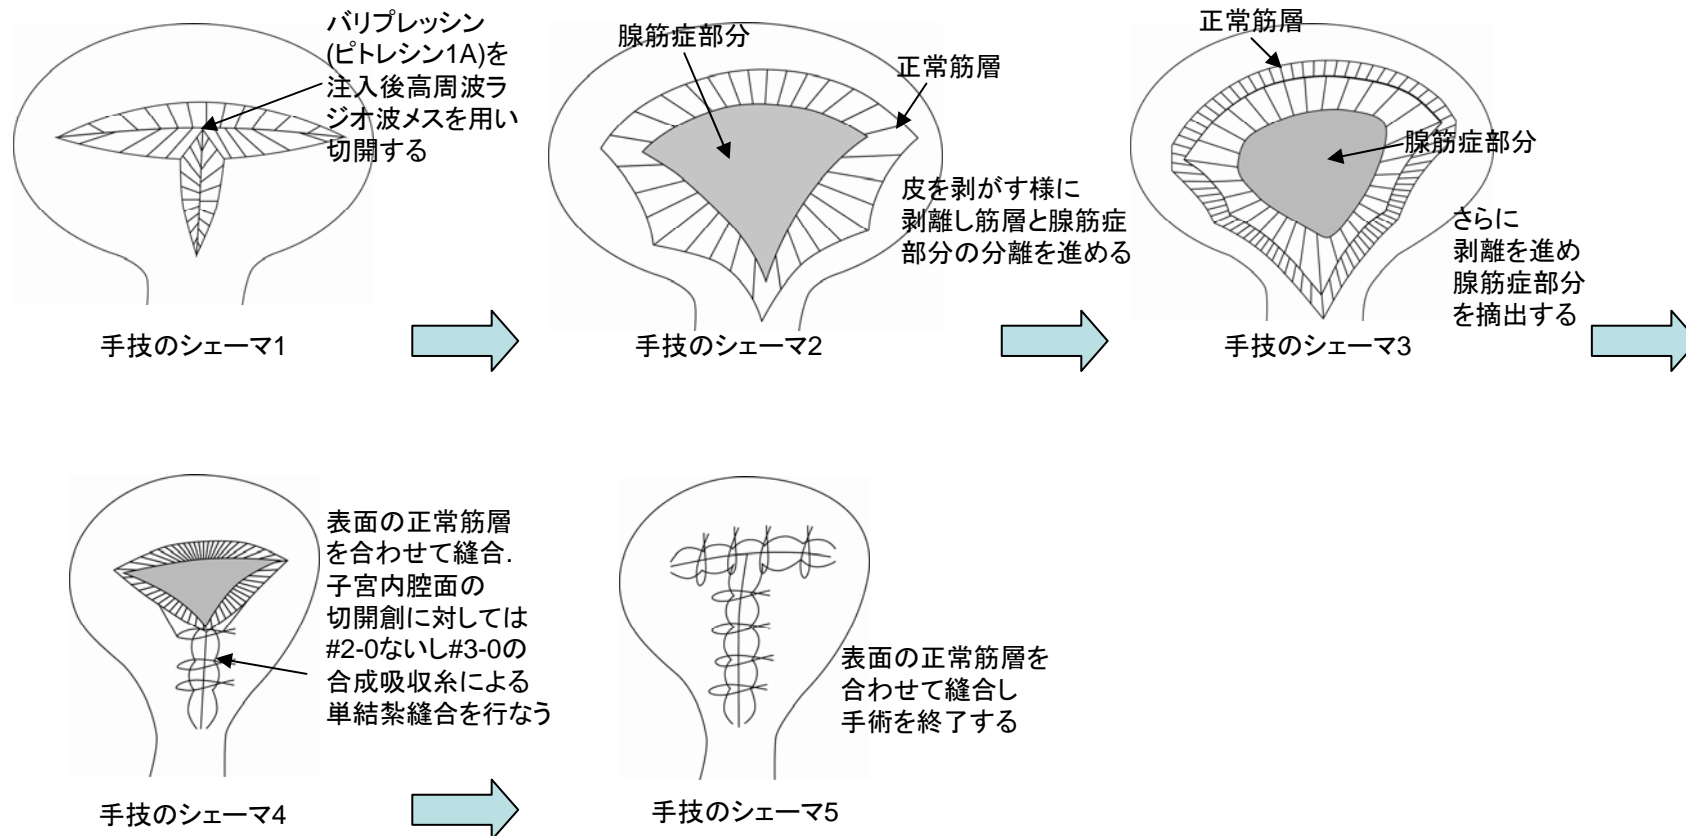 バリプレッシン
(ピトレシン1A)を
注入後高周波ラ
ジオ波メスを用い
切開する
手技のシェーマ1
腺筋症部分
正常筋層
皮を剥がす様に
剥離し筋層と腺筋症
部分の分離を進める
手技のシェーマ2
正常筋層
腺筋症部分
さらに
剥離を進め
腺筋症部分
を摘出する
手技のシェーマ3
表面の正常筋層
を合わせて縫合.
子宮内腔面の
切開創に対しては
#2-0ないし#3-0の
合成吸収糸による
単結紮縫合を行なう
手技のシェーマ4
表面の正常筋層を
合わせて縫合し
手術を終了する
手技のシェーマ5